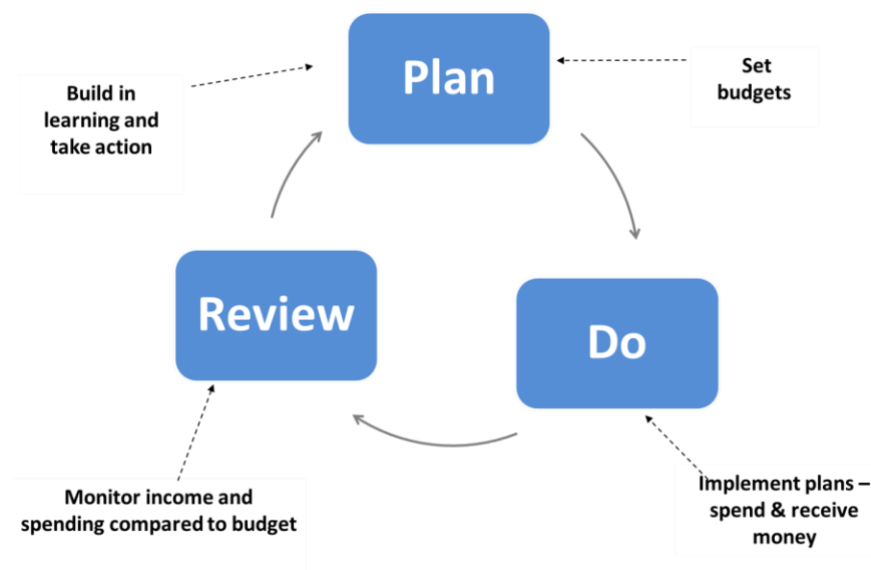 Plan
Set
budgets
Build in
learning and
take action
Review
Do
Monitor income and
spending compared to budget
Implement plans –
spend & receive
money